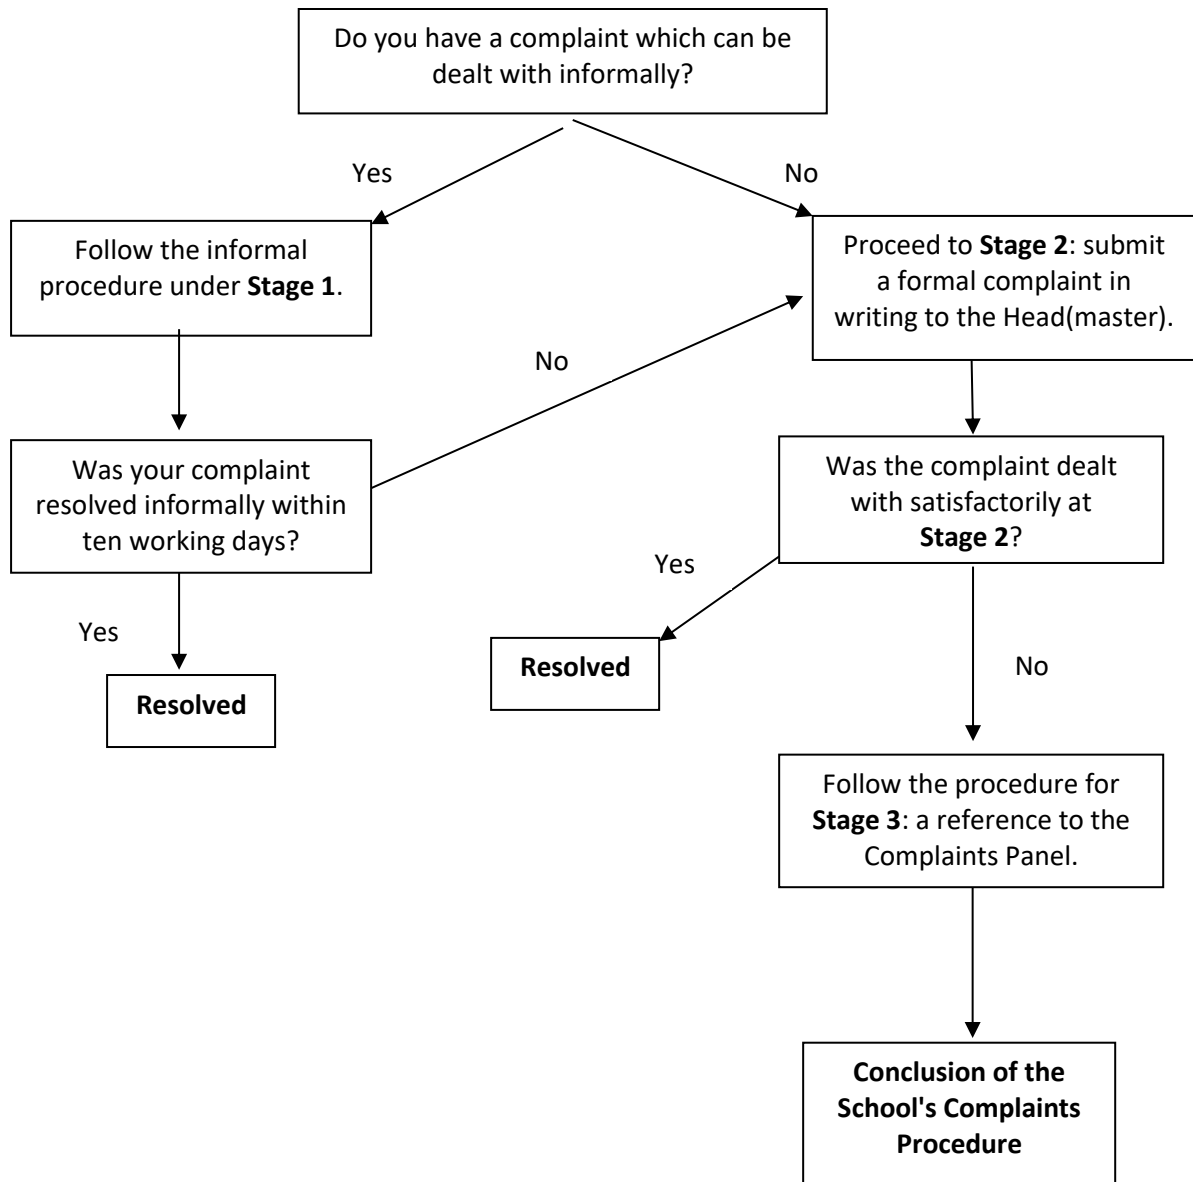 Do you have a complaint which can be
dealt with informally?
Yes
No
Follow the informal
procedure under Stage 1.
Proceed to Stage 2: submit
a formal complaint in
writing to the Head(master).
No
Was your complaint
resolved informally within
ten working days?
Was the complaint dealt
with satisfactorily at
Stage 2?
Yes
Yes
Resolved
Resolved
No
Follow the procedure for
Stage 3: a reference to the
Complaints Panel.
Conclusion of the
School's Complaints
Procedure